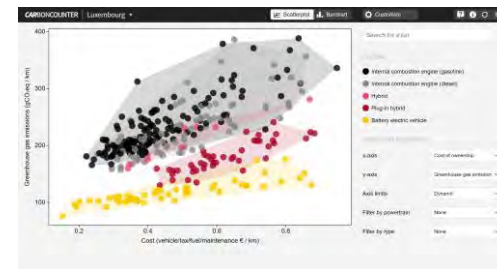 CARBONCOUNTER Luxembourg
Scatterplot Barchart Customize
Search for a car
Internal combustion engine (gasoline)
Internal combustion engine (diesel)
Hybrid
Plug-in hybrid
Battery electric vehicle
x-axis Cost of ownership
y-axis Greenhouse gas emission
Axis limits Dynamic
Filter by powertrain None
Filter by type None
Greenhouse gas emissions (gCO₂eq / km)
400
300
200
100
0.2 0.4 0.6 0.8
Cost (vehicle/tax/fuel/maintenance € / km)